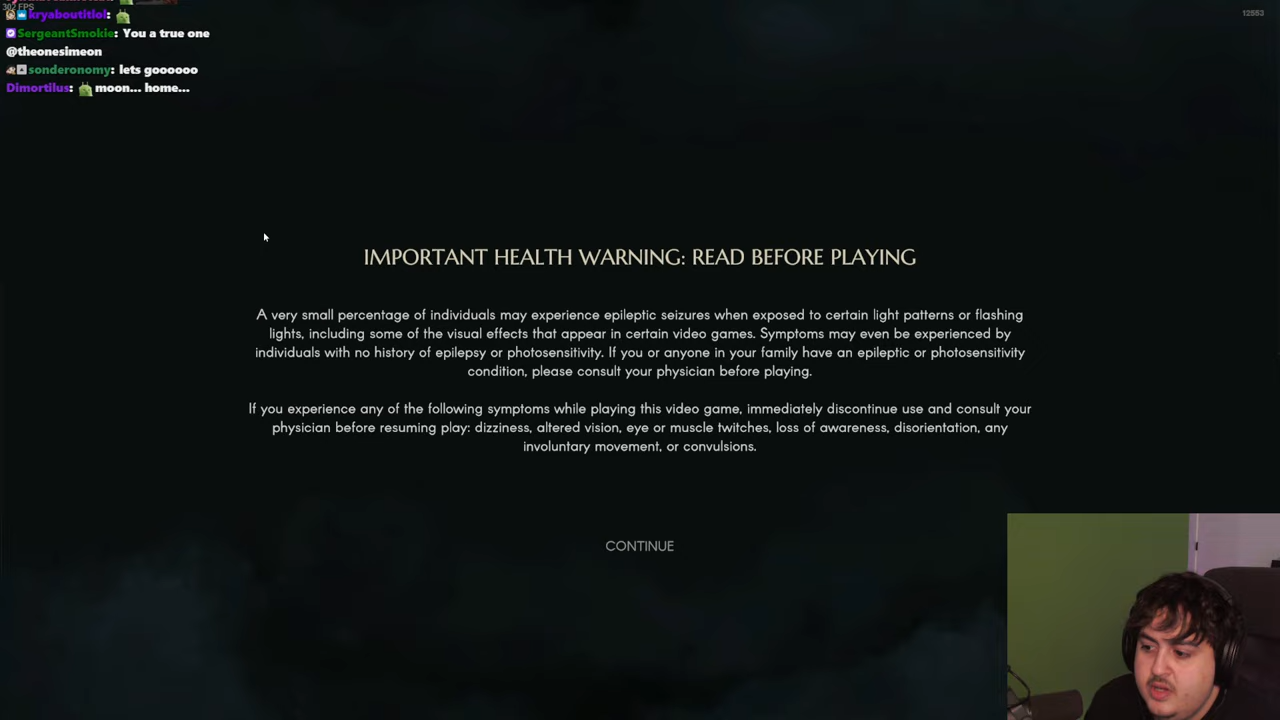 302 FPS
12553
kryaboutitlol:
SergeantSmokie: You a true one
@theonesimeon
sonderonomy: lets goooooo
Dimortilus: moon... home...
IMPORTANT HEALTH WARNING: READ BEFORE PLAYING
A very small percentage of individuals may experience epileptic seizures when exposed to certain light patterns or flashing
lights, including some of the visual effects that appear in certain video games. Symptoms may even be experienced by
individuals with no history of epilepsy or photosensitivity. If you or anyone in your family have an epileptic or photosensitivity
condition, please consult your physician before playing.
If you experience any of the following symptoms while playing this video game, immediately discontinue use and consult your
physician before resuming play: dizziness, altered vision, eye or muscle twitches, loss of awareness, disorientation, any
involuntary movement, or convulsions.
CONTINUE